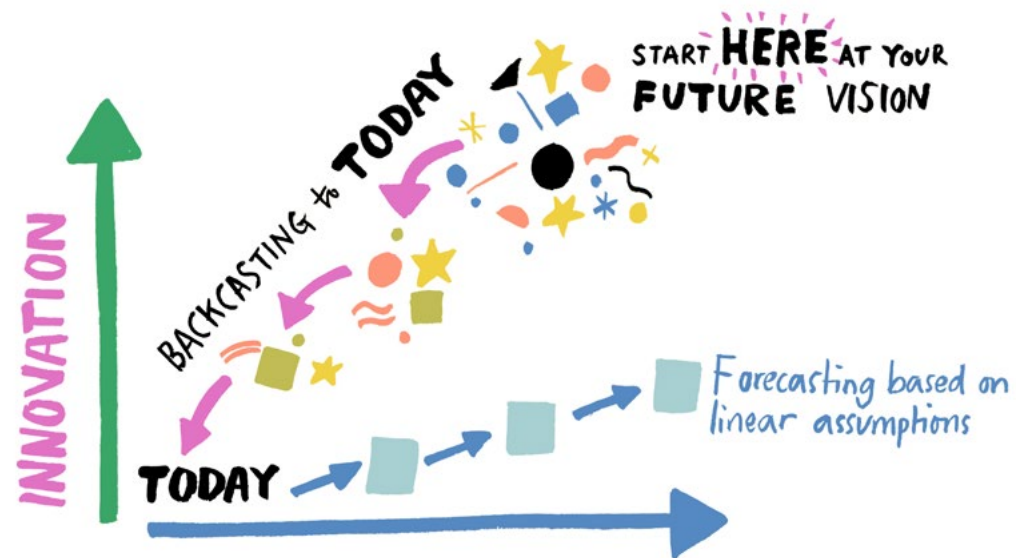 START HERE AT YOUR
FUTURE VISION
BACKCASTING to TODAY
INNOVATION
Forecasting based on
linear assumptions
TODAY